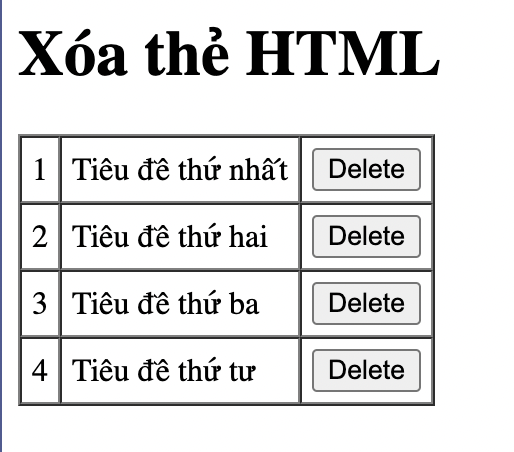 Xóa thẻ HTML
1 Tiêu đề thứ nhất Delete
2 Tiêu đề thứ hai Delete
3 Tiêu đề thứ ba Delete
4 Tiêu đề thứ tư Delete